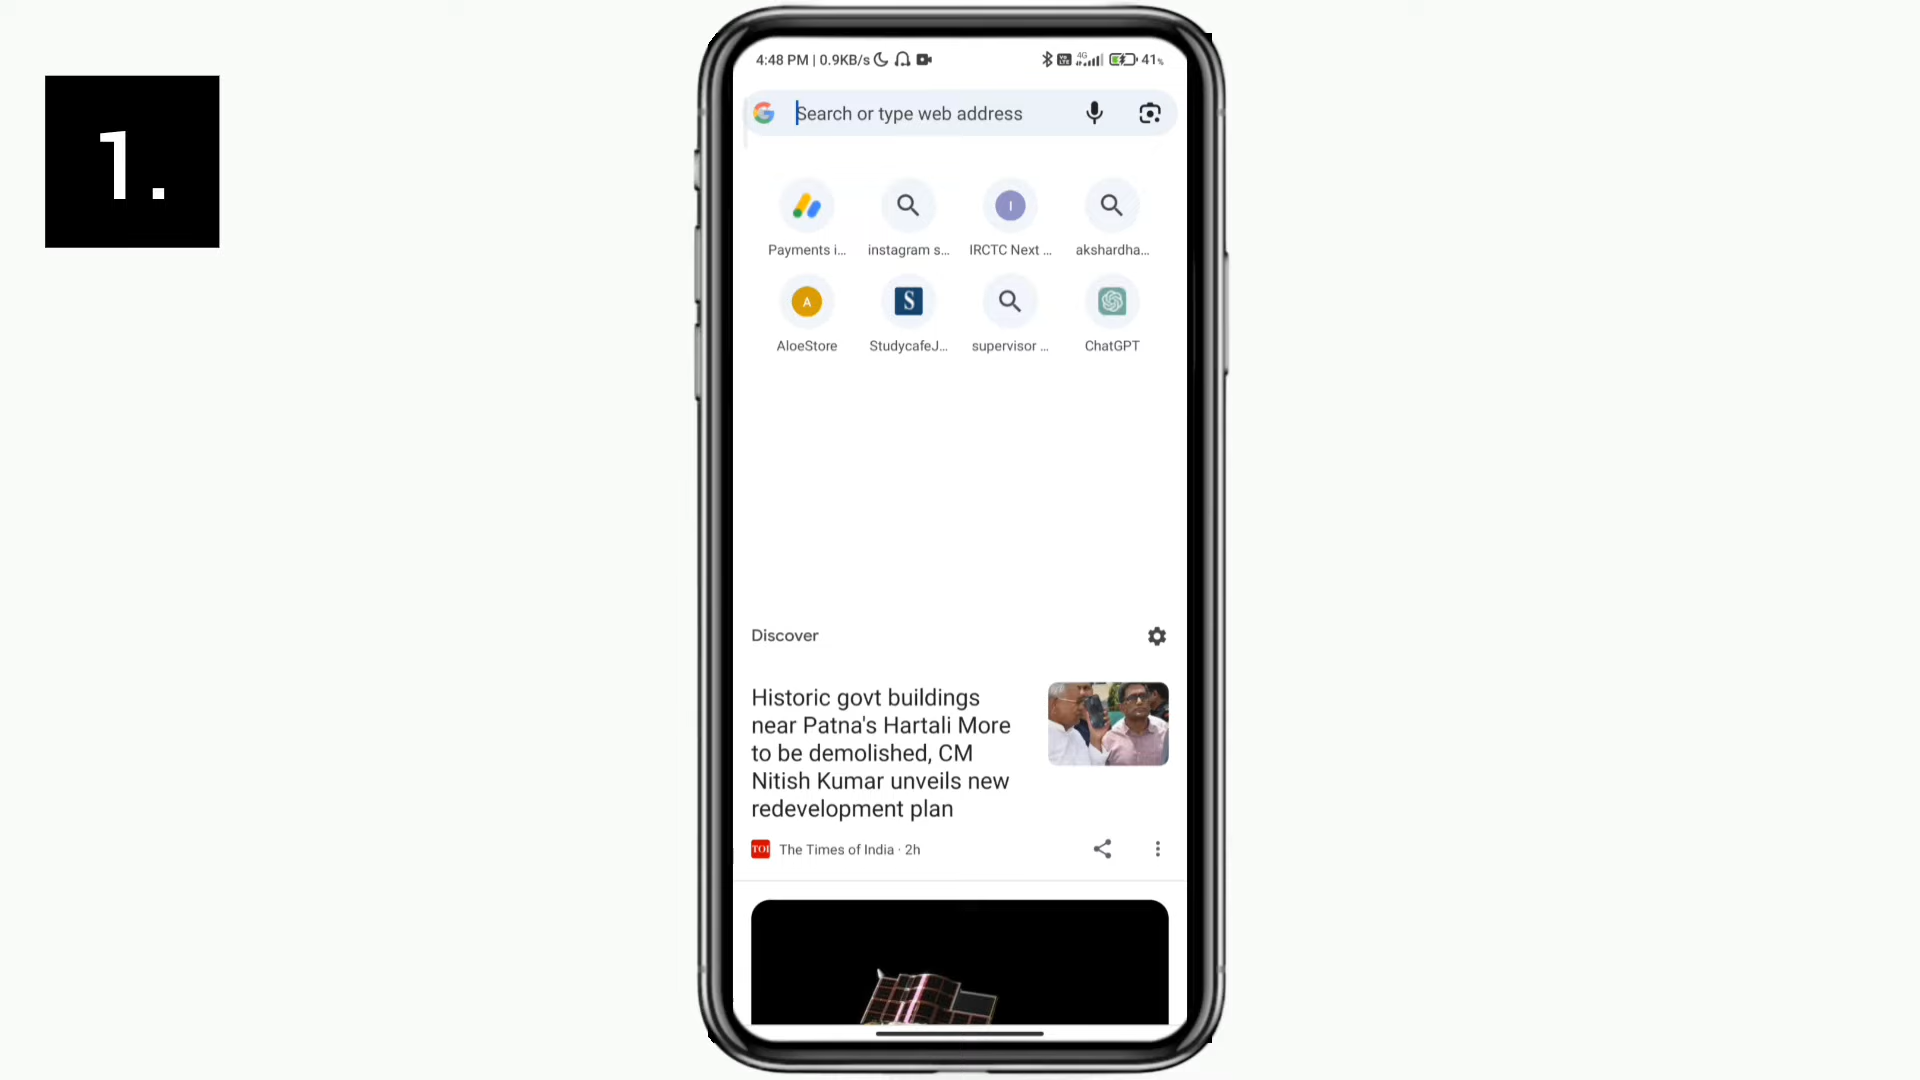 1.
4:48 PM | 0.9KB/s
4G
41%
Search or type web address
Payments i...
instagram s...
I
IRCTC Next ...
akshardha...
A
AloeStore
S
StudycafeJ...
supervisor ...
ChatGPT
Discover
Historic govt buildings
near Patna's Hartali More
to be demolished, CM
Nitish Kumar unveils new
redevelopment plan
TOI
The Times of India · 2h